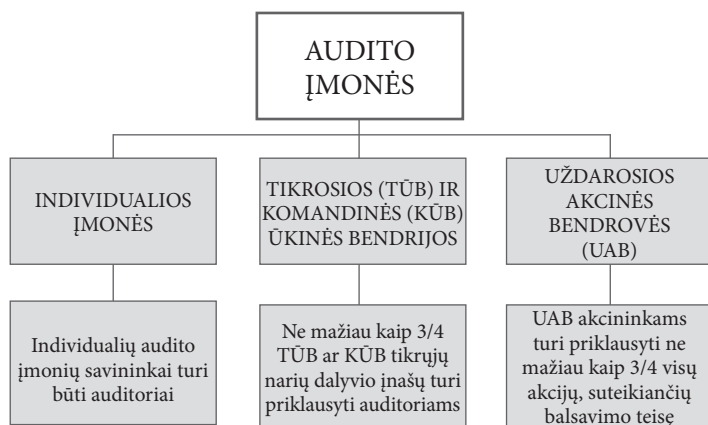 AUDITO
ĮMONĖS
INDIVIDUALIOS
ĮMONĖS
TIKROSIOS (TŪB) IR
KOMANDINĖS (KŪB)
ŪKINĖS BENDRIJOS
UŽDAROSIOS
AKCINĖS
BENDROVĖS
(UAB)
Individualių audito
įmonių savininkai turi
būti auditoriai
Ne mažiau kaip 3/4
TŪB ar KŪB tikrųjų
narių dalyvio įnašų turi
priklausyti auditoriams
UAB akcininkams
turi priklausyti ne
mažiau kaip 3/4 visų
akcijų, suteikiančių
balsavimo teisę